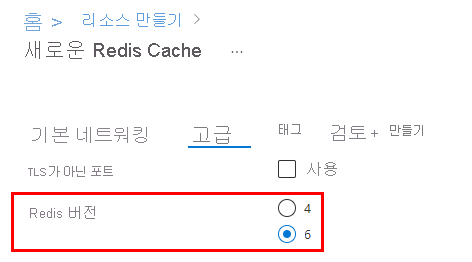 홈 > 리소스 만들기 >
새로운 Redis Cache ...
기본 네트워킹 고급 태그 검토 + 만들기
TLS가 아닌 포트 사용
Redis 버전 4
6